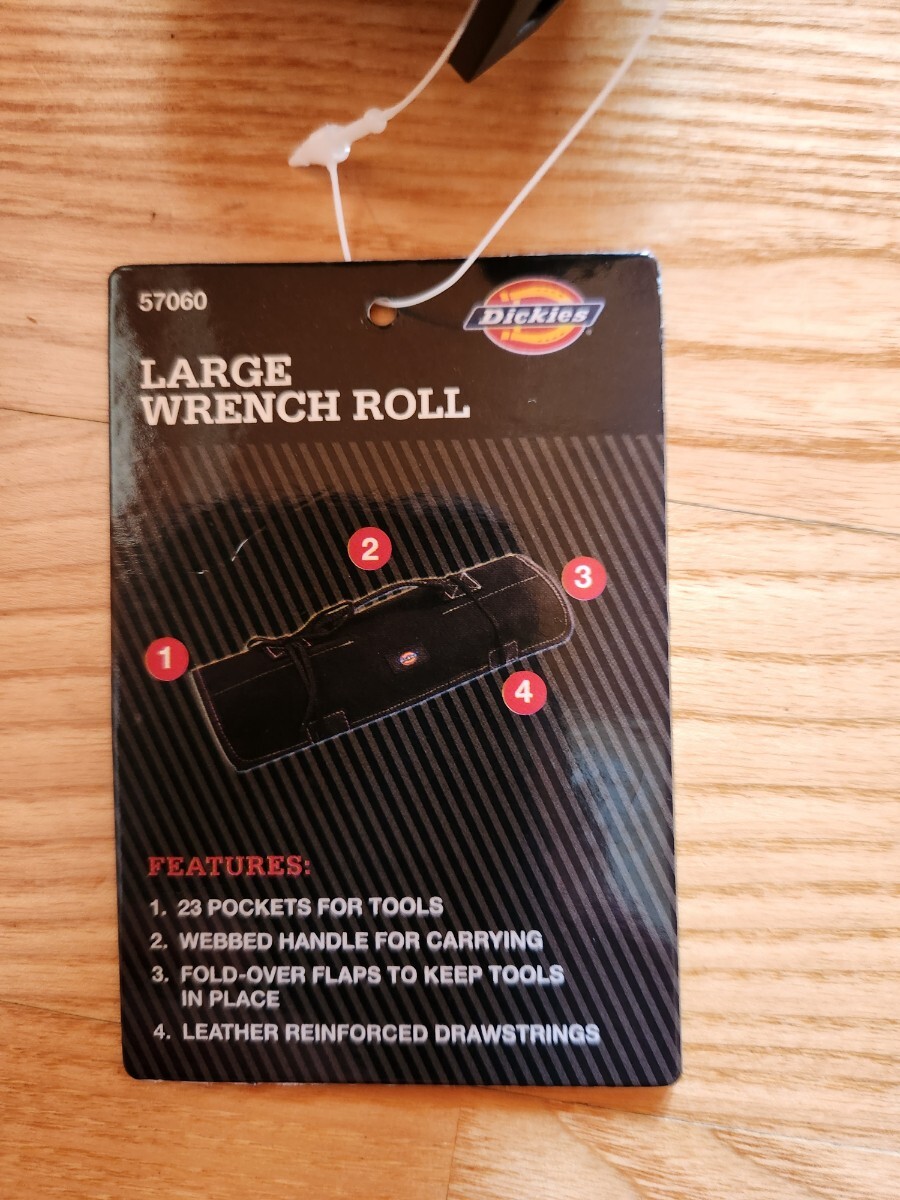 57060
Dickies
®
LARGE
WRENCH ROLL
2
3
1
4
FEATURES:
1. 23 POCKETS FOR TOOLS
2. WEBBED HANDLE FOR CARRYING
3. FOLD-OVER FLAPS TO KEEP TOOLS
IN PLACE
4. LEATHER REINFORCED DRAWSTRINGS